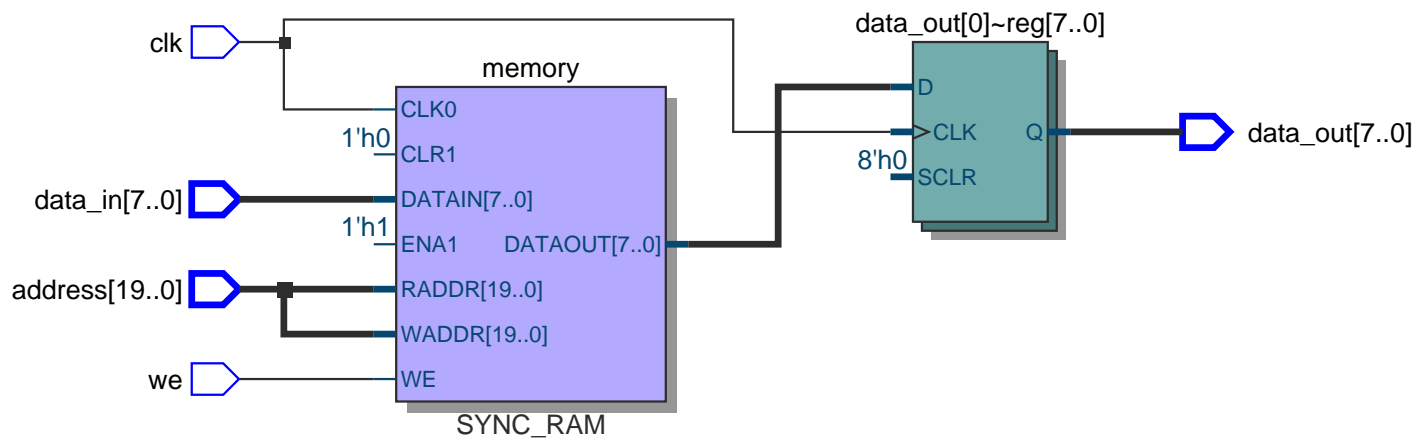 clk
data_in[7..0]
address[19..0]
we
memory
CLK0
1'h0
CLR1
DATAIN[7..0]
1'h1
ENA1
DATAOUT[7..0]
RADDR[19..0]
WADDR[19..0]
WE
SYNC_RAM
data_out[0]~reg[7..0]
D
CLK
Q
8'h0
SCLR
data_out[7..0]